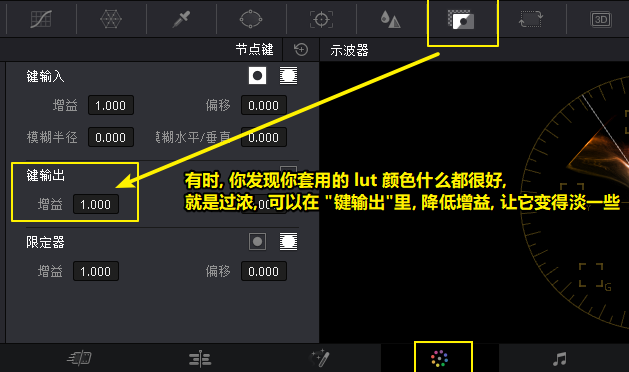 3D
节点键
示波器
键输入
增益 1.000 偏移 0.000
模糊半径 0.000 莫糊水平/垂直 0.000
键输出
增益 1.000
有时, 你发现你套用的 lut 颜色什么都很好,
就是过浓, 可以在 "键输出"里, 降低增益, 让它变得淡一些
限定器
增益 1.000 偏移 0.000
G